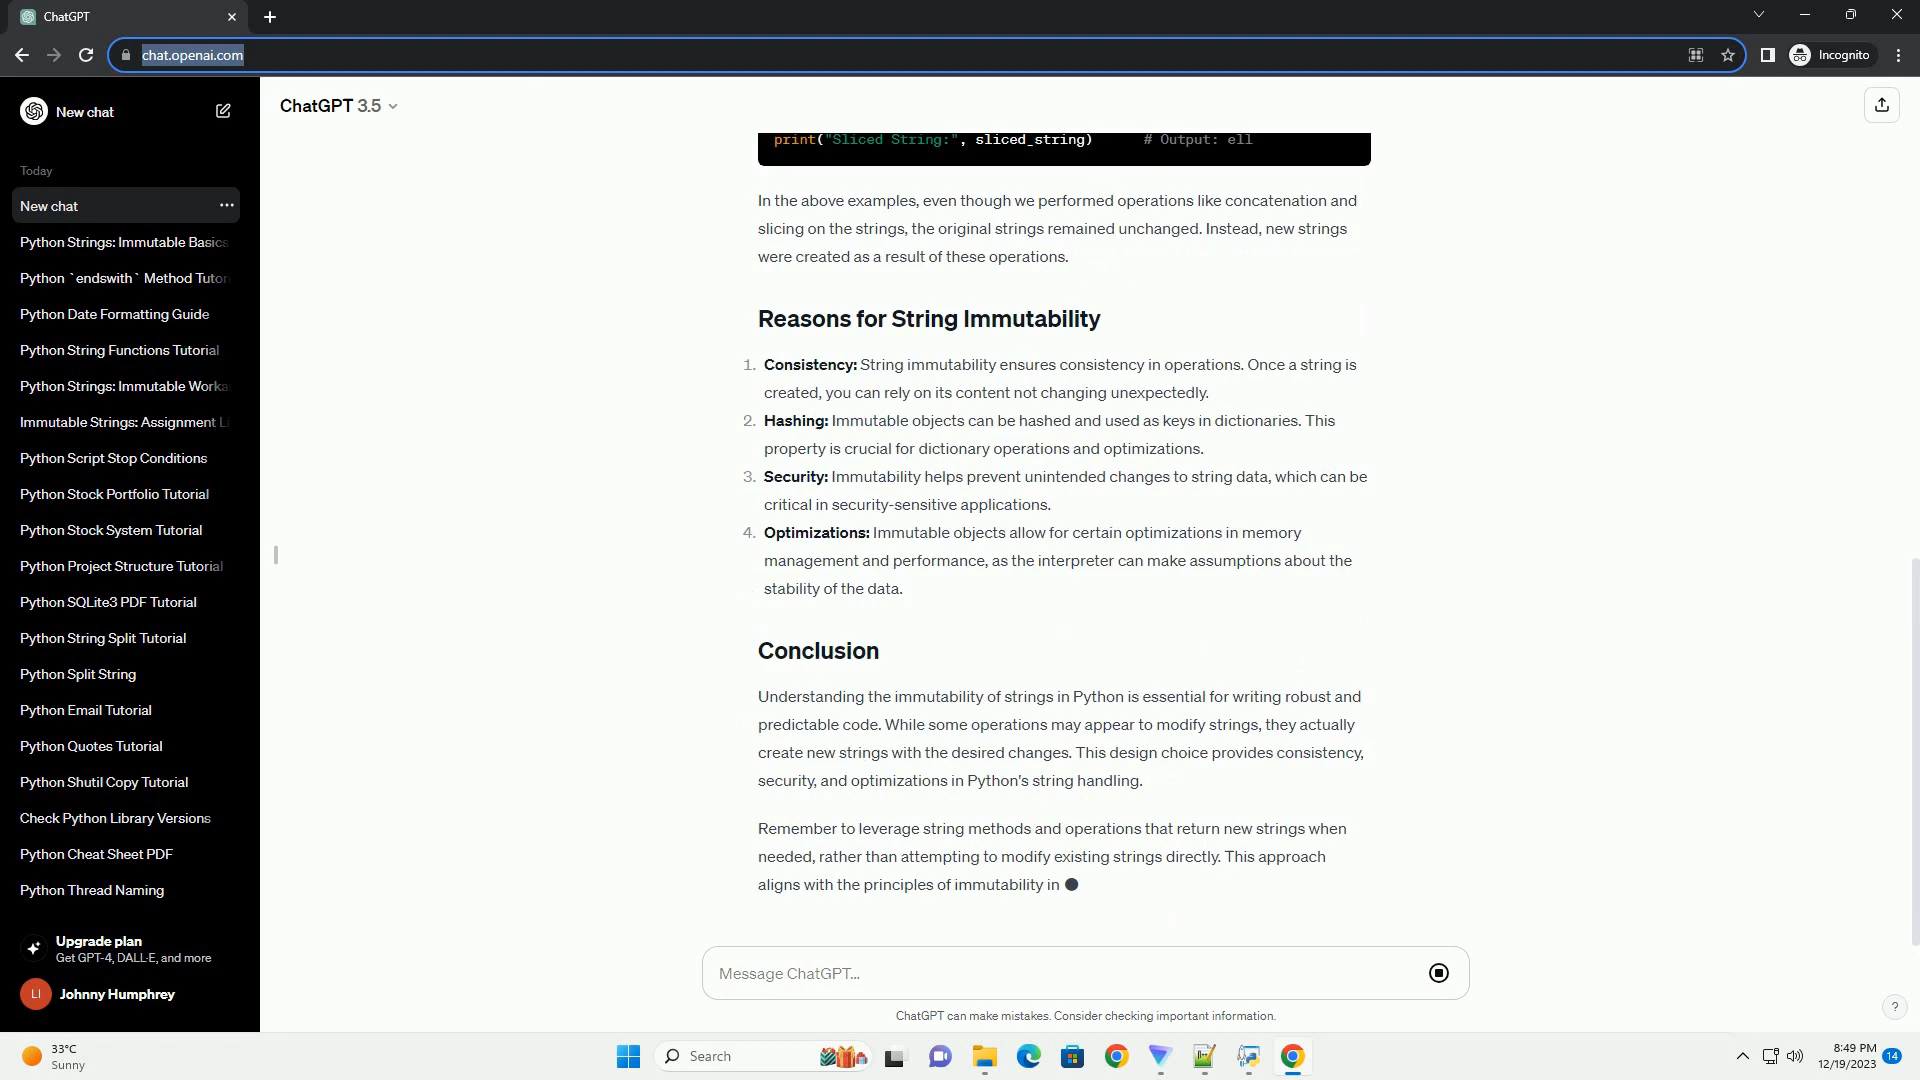 ChatGPT
chat.openai.com
Incognito
New chat
Today
New chat
Python Strings: Immutable Basics
Python `endswith` Method Tutor
Python Date Formatting Guide
Python String Functions Tutorial
Python Strings: Immutable Worka
Immutable Strings: Assignment Li
Python Script Stop Conditions
Python Stock Portfolio Tutorial
Python Stock System Tutorial
Python Project Structure Tutorial
Python SQLite3 PDF Tutorial
Python String Split Tutorial
Python Split String
Python Email Tutorial
Python Quotes Tutorial
Python Shutil Copy Tutorial
Check Python Library Versions
Python Cheat Sheet PDF
Python Thread Naming
Upgrade plan
Get GPT-4, DALL·E, and more
LI
Johnny Humphrey
ChatGPT 3.5
print("Sliced String:", sliced_string) # Output: ell
In the above examples, even though we performed operations like concatenation and
slicing on the strings, the original strings remained unchanged. Instead, new strings
were created as a result of these operations.
Reasons for String Immutability
1. Consistency: String immutability ensures consistency in operations. Once a string is
created, you can rely on its content not changing unexpectedly.
2. Hashing: Immutable objects can be hashed and used as keys in dictionaries. This
property is crucial for dictionary operations and optimizations.
3. Security: Immutability helps prevent unintended changes to string data, which can be
critical in security-sensitive applications.
4. Optimizations: Immutable objects allow for certain optimizations in memory
management and performance, as the interpreter can make assumptions about the
stability of the data.
Conclusion
Understanding the immutability of strings in Python is essential for writing robust and
predictable code. While some operations may appear to modify strings, they actually
create new strings with the desired changes. This design choice provides consistency,
security, and optimizations in Python's string handling.
Remember to leverage string methods and operations that return new strings when
needed, rather than attempting to modify existing strings directly. This approach
aligns with the principles of immutability in
Message ChatGPT...
ChatGPT can make mistakes. Consider checking important information.
?
33°C
Sunny
Search
8:49 PM
12/19/2023
14